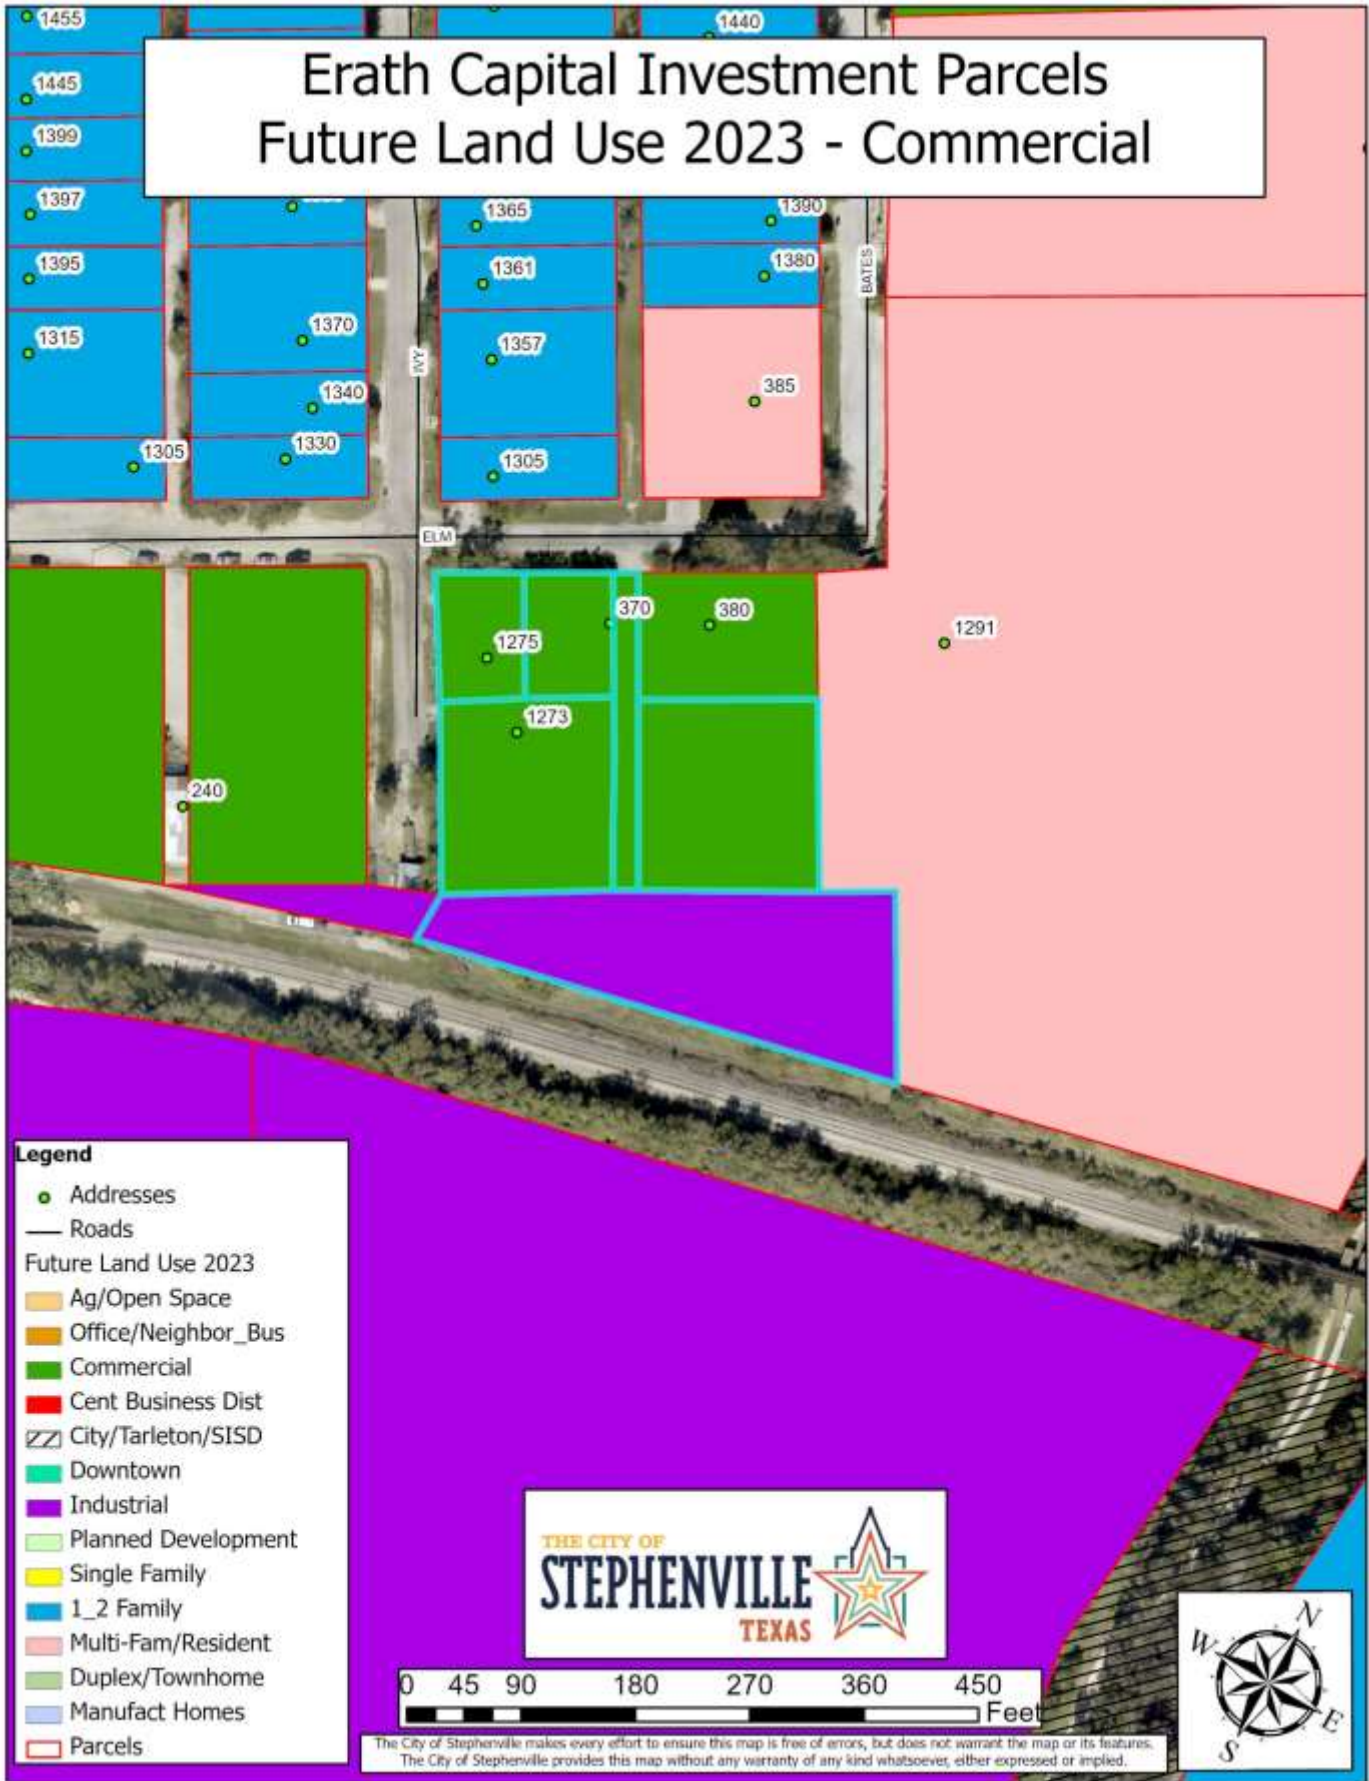 1455
1440
Erath Capital Investment Parcels
Future Land Use 2023 - Commercial
1445
1399
1397
1365
1390
1395
1361
1380
BATES
1315
1370
IVY
1357
1340
385
1305
1330
1305
ELM
370
380
1275
1291
1273
240
Legend
Addresses
Roads
Future Land Use 2023
Ag/Open Space
Office/Neighbor_Bus
Commercial
Cent Business Dist
City/Tarleton/SISD
Downtown
Industrial
Planned Development
Single Family
1_2 Family
Multi-Fam/Resident
Duplex/Townhome
Manufact Homes
Parcels
THE CITY OF
STEPHENVILLE
TEXAS
0 45 90 180 270 360 450
Feet
The City of Stephenville makes every effort to ensure this map is free of errors, but does not warrant the map or its features.
The City of Stephenville provides this map without any warranty of any kind whatsoever, either expressed or implied.
N
W
E
S